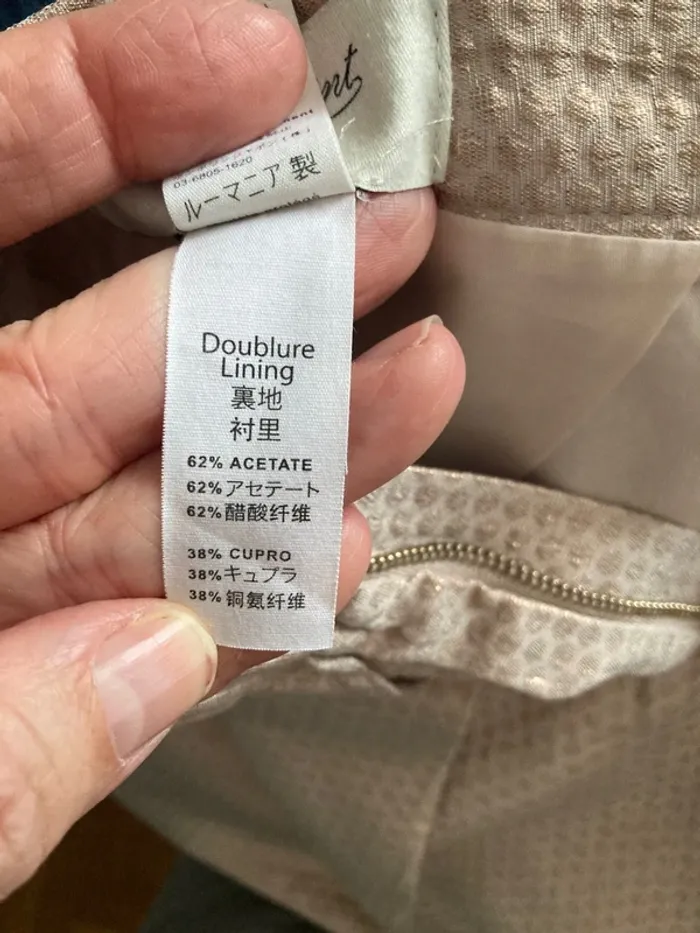 nt
03-6805-1620
ルーマニア製
Doublure
Lining
裏地
衬里
62% ACETATE
62%アセテート
62%醋酸纤维
38% CUPRO
38%キュプラ
38%铜氨纤维